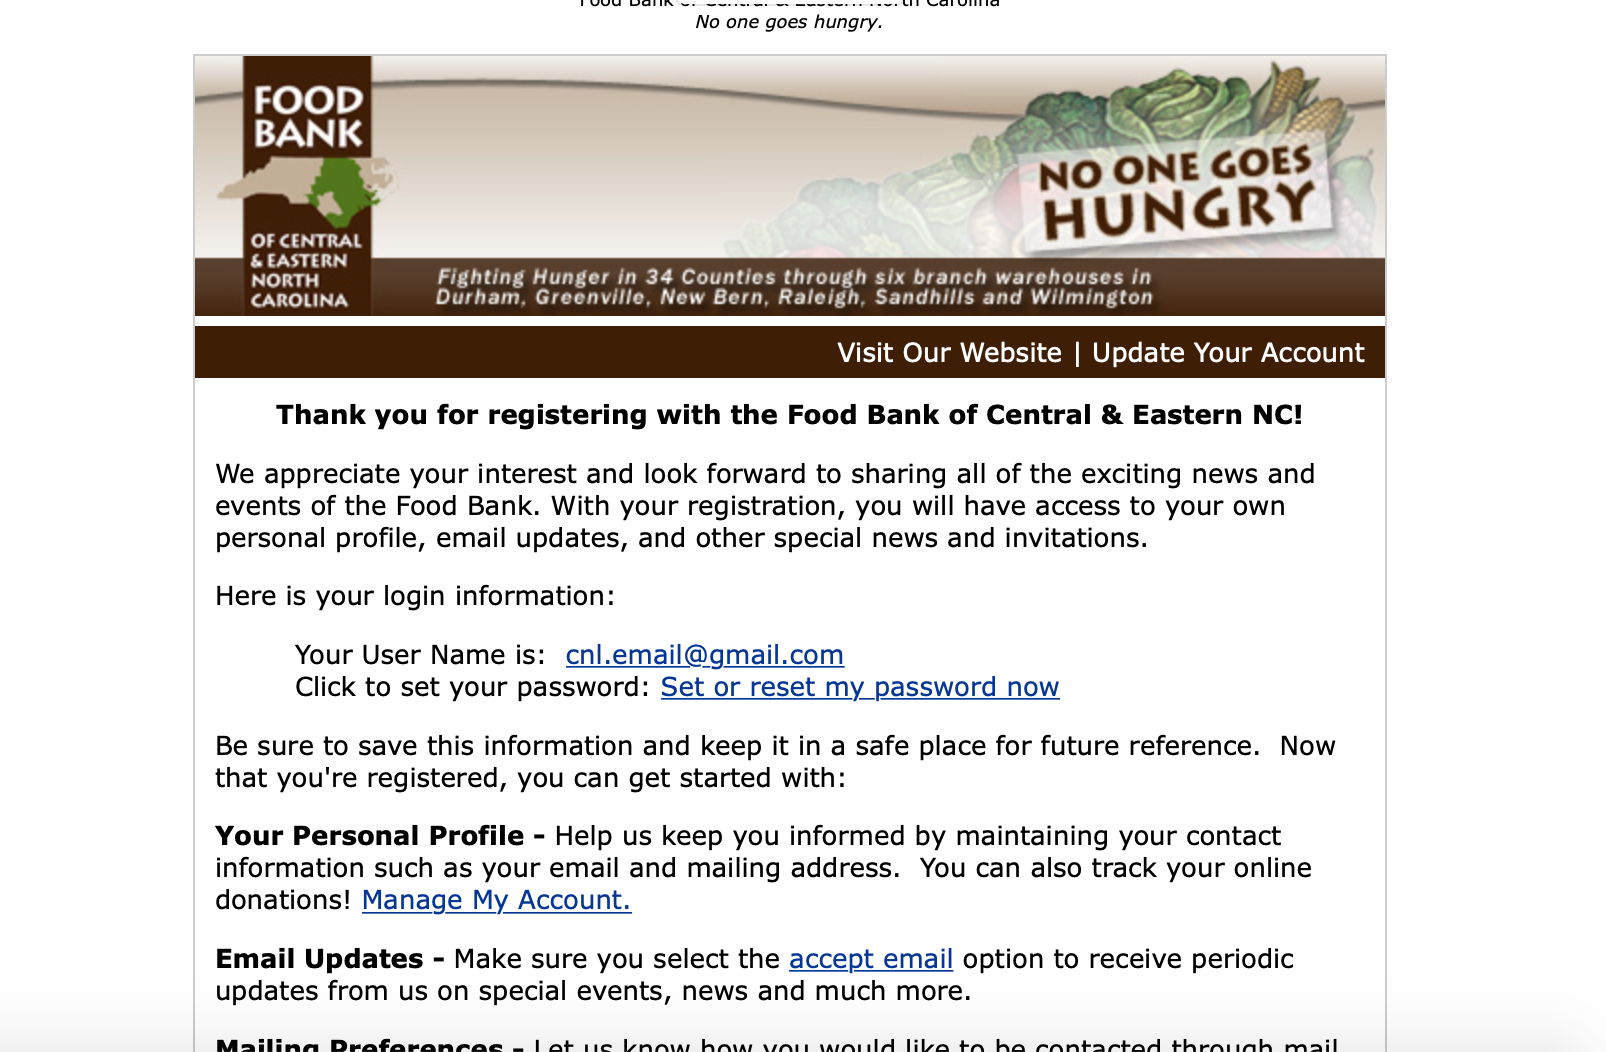 Food Bank of Central & Eastern North Carolina
No one goes hungry.
FOOD
BANK
OF CENTRAL
& EASTERN
NORTH
CAROLINA
NO ONE GOES
HUNGRY
Fighting Hunger in 34 Counties through six branch warehouses in
Durham, Greenville, New Bern, Raleigh, Sandhills and Wilmington
Visit Our Website | Update Your Account
Thank you for registering with the Food Bank of Central & Eastern NC!
We appreciate your interest and look forward to sharing all of the exciting news and
events of the Food Bank. With your registration, you will have access to your own
personal profile, email updates, and other special news and invitations.
Here is your login information:
Your User Name is:  cnl.email@gmail.com
Click to set your password: Set or reset my password now
Be sure to save this information and keep it in a safe place for future reference.  Now
that you're registered, you can get started with:
Your Personal Profile - Help us keep you informed by maintaining your contact
information such as your email and mailing address.  You can also track your online
donations! Manage My Account.
Email Updates - Make sure you select the accept email option to receive periodic
updates from us on special events, news and much more.
Mailing Preferences - Let us know how you would like to be contacted through mail